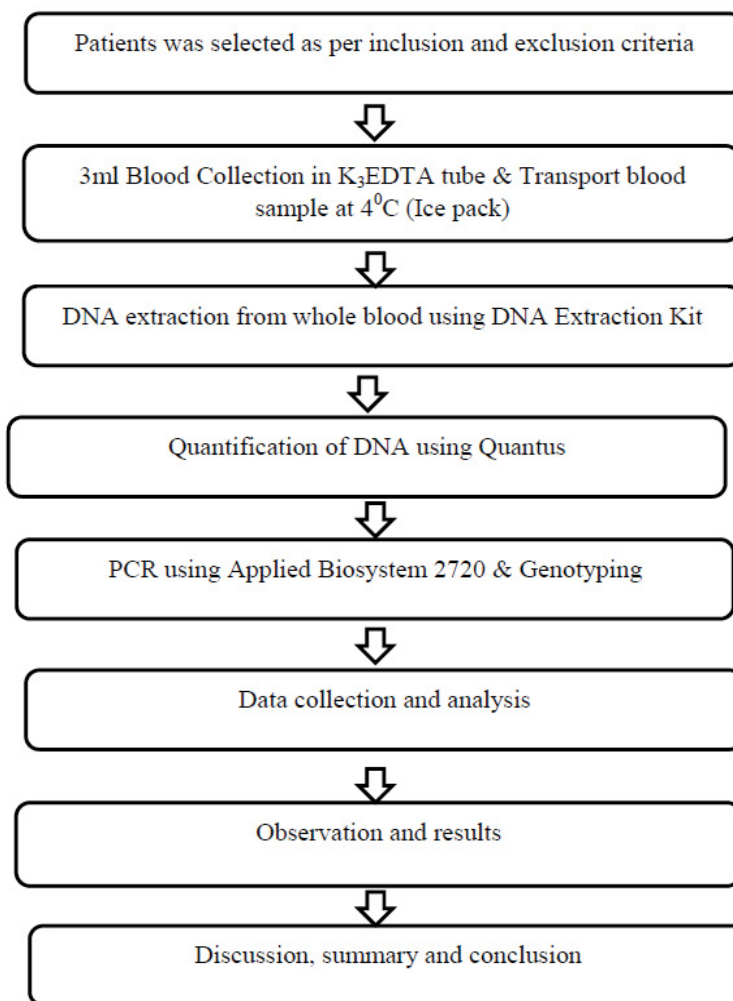 Patients was selected as per inclusion and exclusion criteria
3ml Blood Collection in K₃EDTA tube & Transport blood
sample at 4⁰C (Ice pack)
DNA extraction from whole blood using DNA Extraction Kit
Quantification of DNA using Quantus
PCR using Applied Biosystem 2720 & Genotyping
Data collection and analysis
Observation and results
Discussion, summary and conclusion